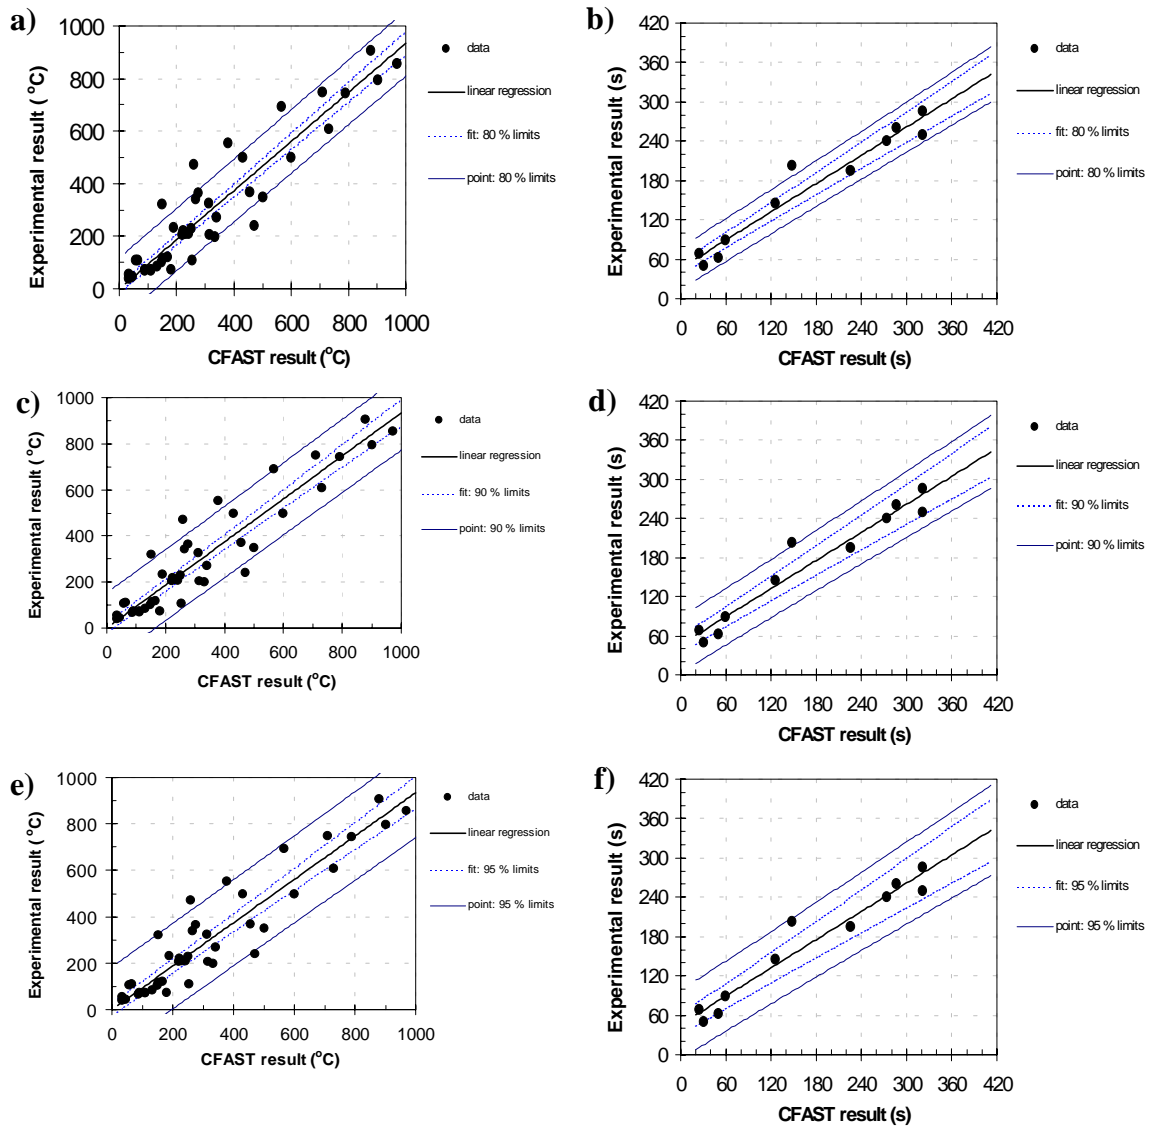 a)
1000
800
600
400
200
0
Experimental result ( °C)
0 200 400 600 800 1000
CFAST result (°C)
data
linear regression
fit: 80 % limits
point: 80 % limits
b)
420
360
300
240
180
120
60
0
Experimental result (s)
0 60 120 180 240 300 360 420
CFAST result (s)
data
linear regression
fit: 80 % limits
point: 80 % limits
c)
1000
800
600
400
200
0
Experimental result ( °C)
0 200 400 600 800 1000
CFAST result (°C)
data
linear regression
fit: 90 % limits
point: 90 % limits
d)
420
360
300
240
180
120
60
0
Experimental result (s)
0 60 120 180 240 300 360 420
CFAST result (s)
data
linear regression
fit: 90 % limits
point: 90 % limits
e)
1000
800
600
400
200
0
Experimental result ( °C)
0 200 400 600 800 1000
CFAST result (°C)
data
linear regression
fit: 95 % limits
point: 95 % limits
f)
420
360
300
240
180
120
60
0
Experimental result (s)
0 60 120 180 240 300 360 420
CFAST result (s)
data
linear regression
fit: 95 % limits
point: 95 % limits